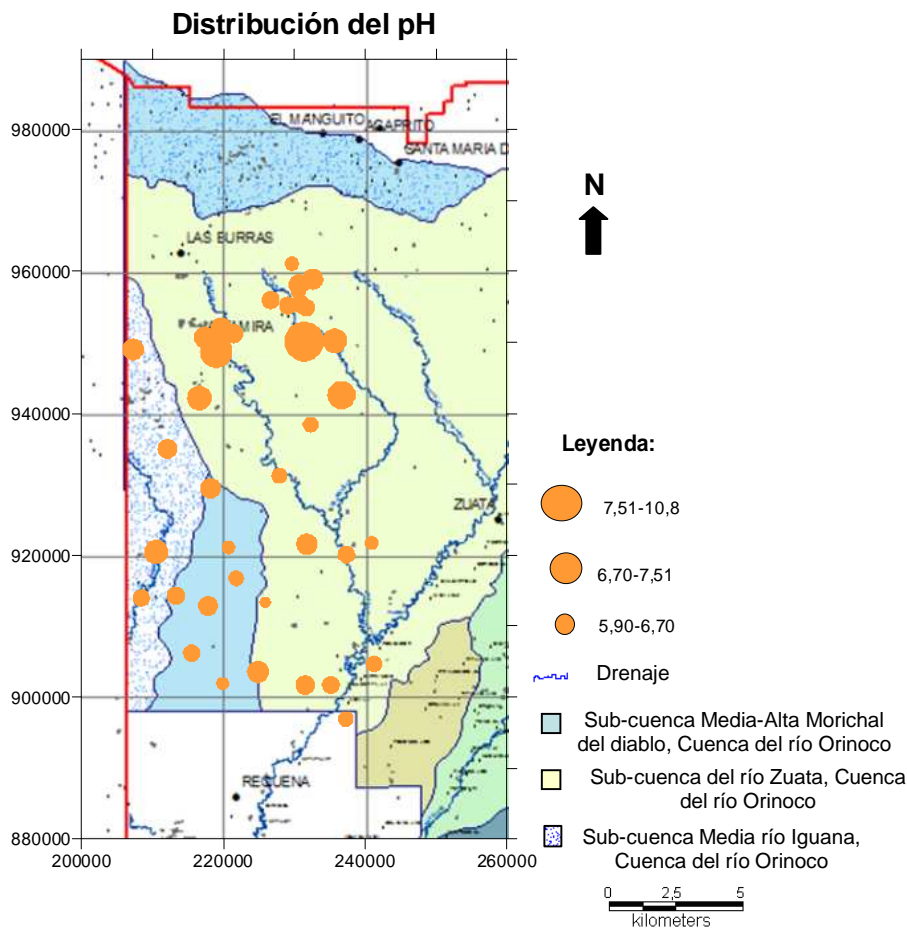 Distribución del pH
980000
EL MANGUITO
AGAPRITO
SANTA MARIA D
N
LAS BURRAS
960000
AMIRA
940000
Leyenda:
ZUATA
7,51-10,8
920000
6,70-7,51
5,90-6,70
Drenaje
900000
Sub-cuenca Media-Alta Morichal
del diablo, Cuenca del río Orinoco
Sub-cuenca del río Zuata, Cuenca
del río Orinoco
REQUENA
Sub-cuenca Media río Iguana,
Cuenca del río Orinoco
880000
200000 220000 240000 260000
0 2,5 5
kilometers